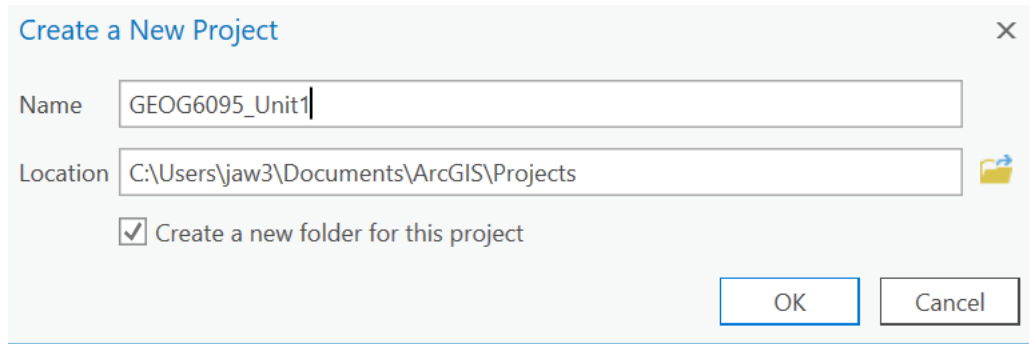 Create a New Project
Name GEOG6095_Unit1
Location C:\Users\jaw3\Documents\ArcGIS\Projects
Create a new folder for this project
OK Cancel